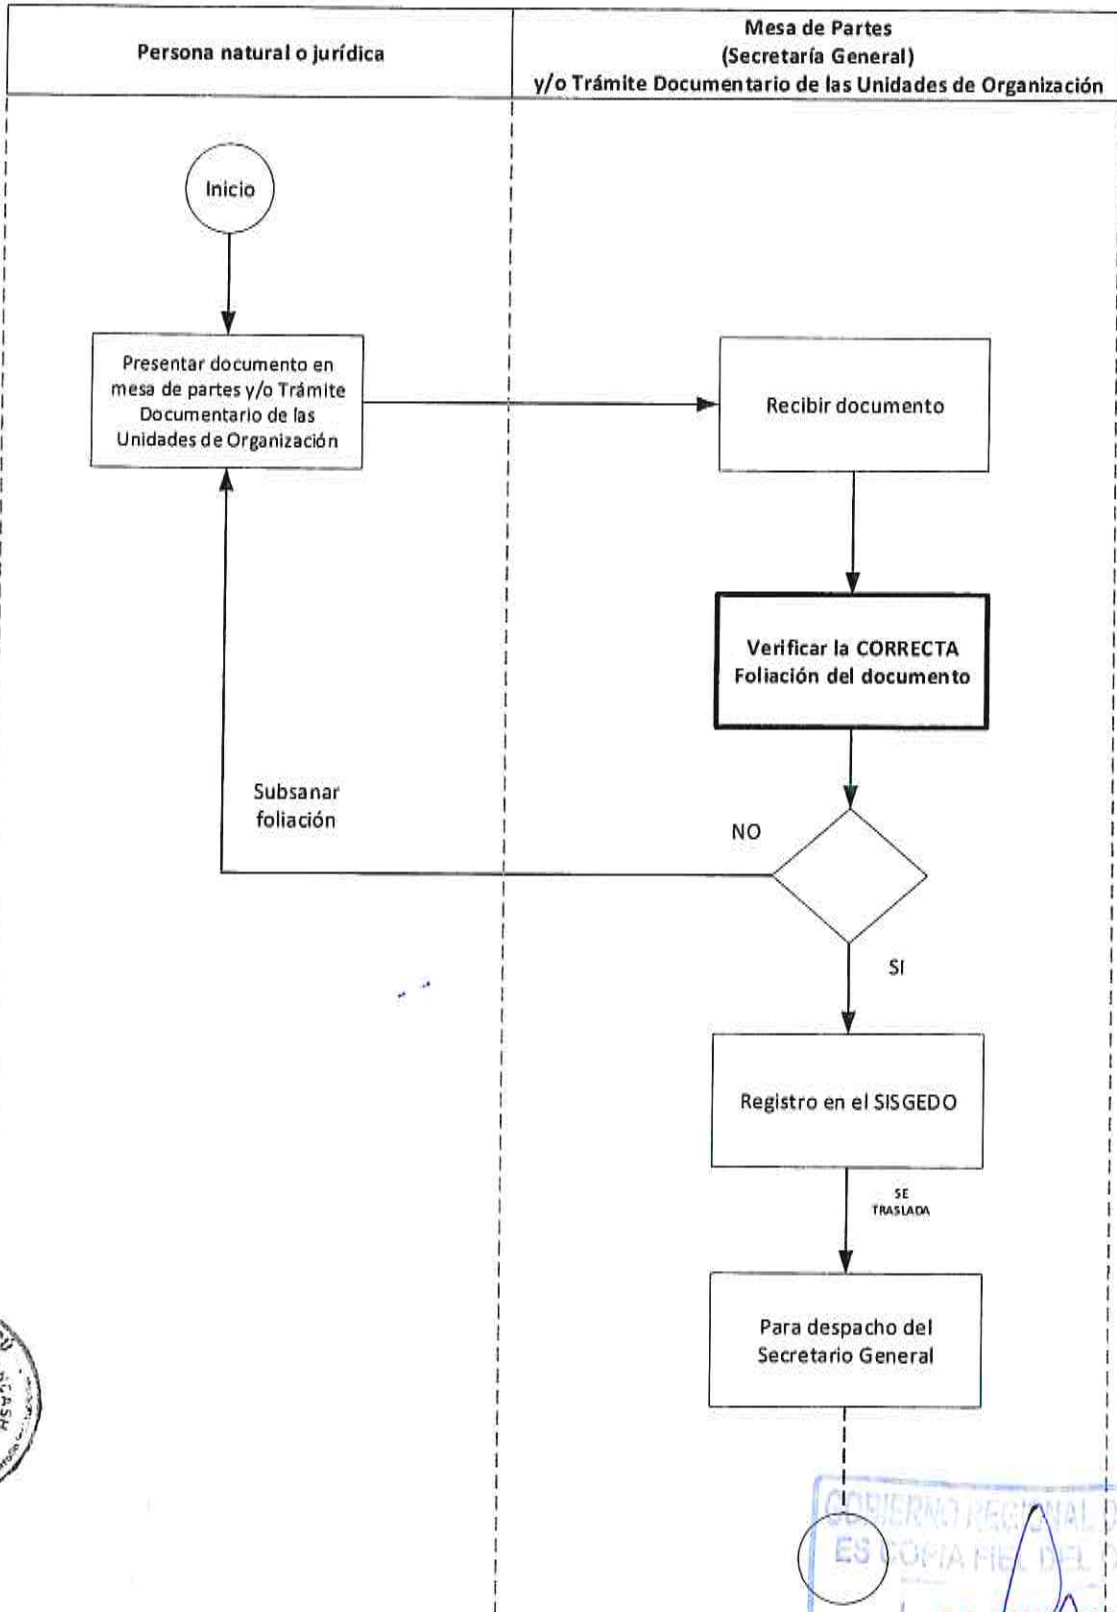 Persona natural o jurídica
Mesa de Partes
(Secretaría General)
y/o Trámite Documentario de las Unidades de Organización
Inicio
Presentar documento en
mesa de partes y/o Trámite
Documentario de las
Unidades de Organización
Recibir documento
Verificar la CORRECTA
Foliación del documento
Subsanar
foliación
NO
SI
Registro en el SISGEDO
SE
TRASLADA
Para despacho del
Secretario General
GOBIERNO REGIONAL
ES COPIA FIEL DEL